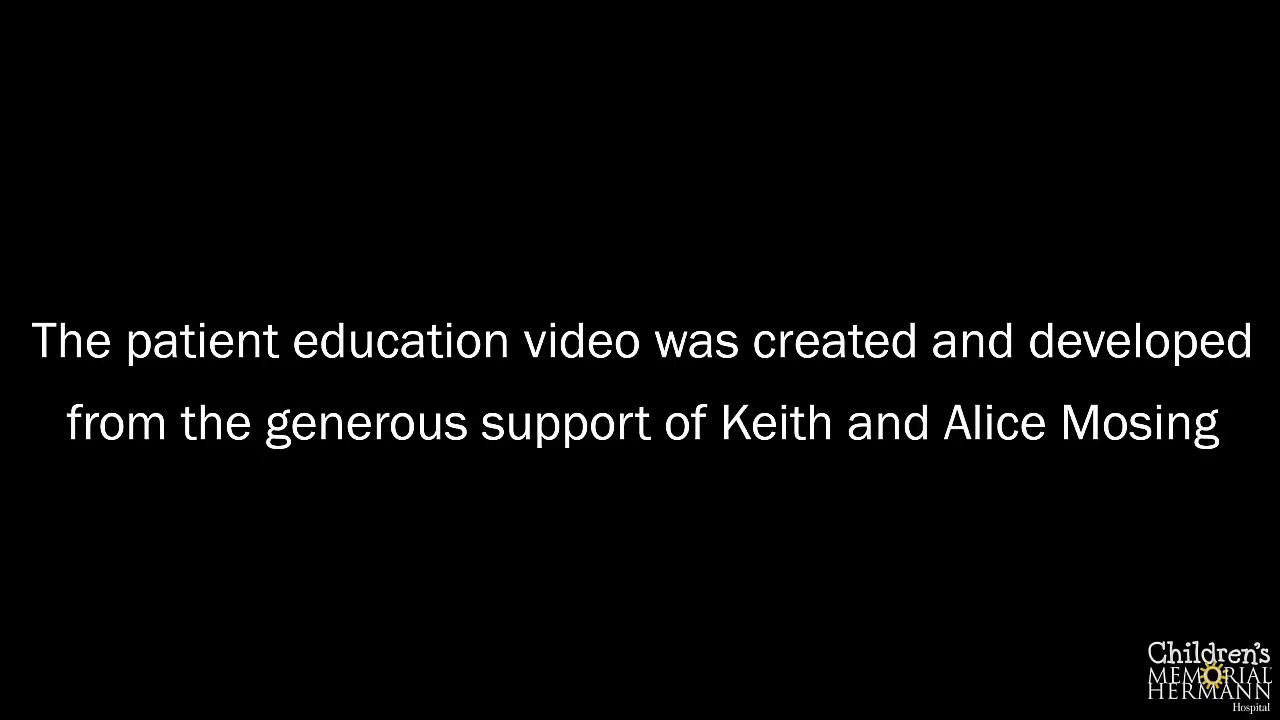 The patient education video was created and developed
from the generous support of Keith and Alice Mosing
Children's
MEMORIAL
HERMANN
Hospital